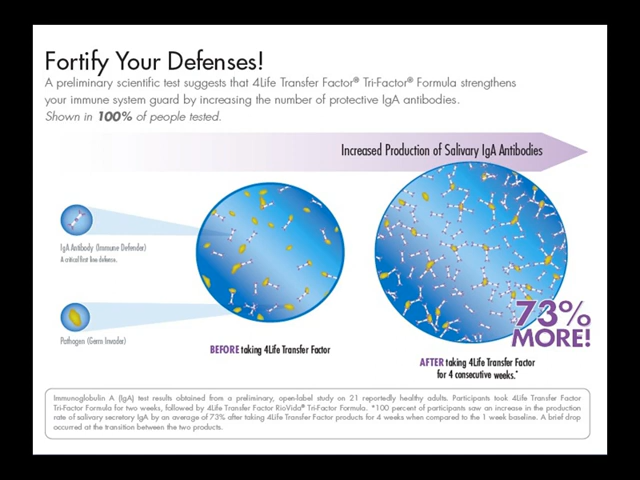 Fortify Your Defenses!
A preliminary scientific test suggests that 4Life Transfer Factor® Tri-Factor® Formula strengthens
your immune system guard by increasing the number of protective IgA antibodies.
Shown in 100% of people tested.
Increased Production of Salivary IgA Antibodies
IgA Antibody (Immune Defender)
A critical first line defense.
Pathogen (Germ Invader)
BEFORE taking 4Life Transfer Factor
73%
MORE!
AFTER taking 4Life Transfer Factor
for 4 consecutive weeks.*
Immunoglobulin A (IgA) test results obtained from a preliminary, open-label study on 21 reportedly healthy adults. Participants took 4Life Transfer Factor
Tri-Factor Formula for two weeks, followed by 4Life Transfer Factor RioVida® Tri-Factor Formula. *100 percent of participants saw an increase in the production
rate of salivary secretory IgA by an average of 73% after taking 4Life Transfer Factor products for 4 weeks when compared to the 1 week baseline. A brief drop
occurred at the transition between the two products.